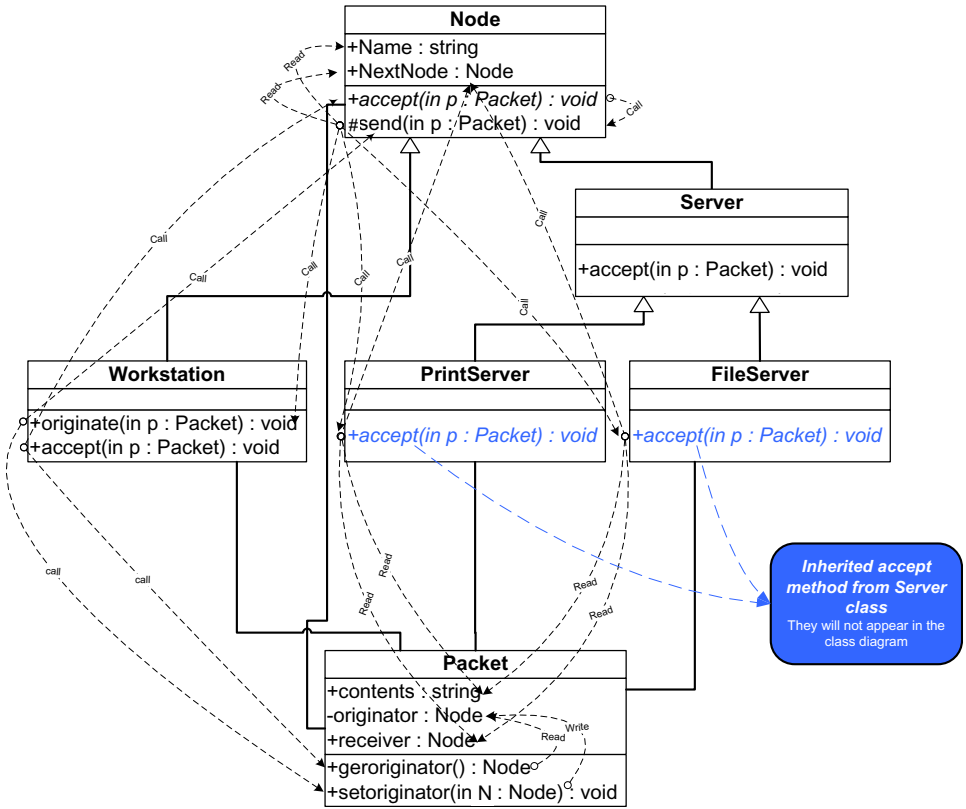 Node
+Name : string
+NextNode : Node
+accept(in p : Packet) : void
#send(in p : Packet) : void
Read
Read
Call
Server
+accept(in p : Packet) : void
Call
Call
Call
Call
Call
Call
Call
Workstation
+originate(in p : Packet) : void
+accept(in p : Packet) : void
PrintServer
+accept(in p : Packet) : void
FileServer
+accept(in p : Packet) : void
call
call
Read
Read
Read
Read
Inherited accept
method from Server
class
They will not appear in the
class diagram
Packet
+contents : string
-originator : Node
+receiver : Node
Write
Read
+geroriginator() : Node
+setoriginator(in N : Node) : void